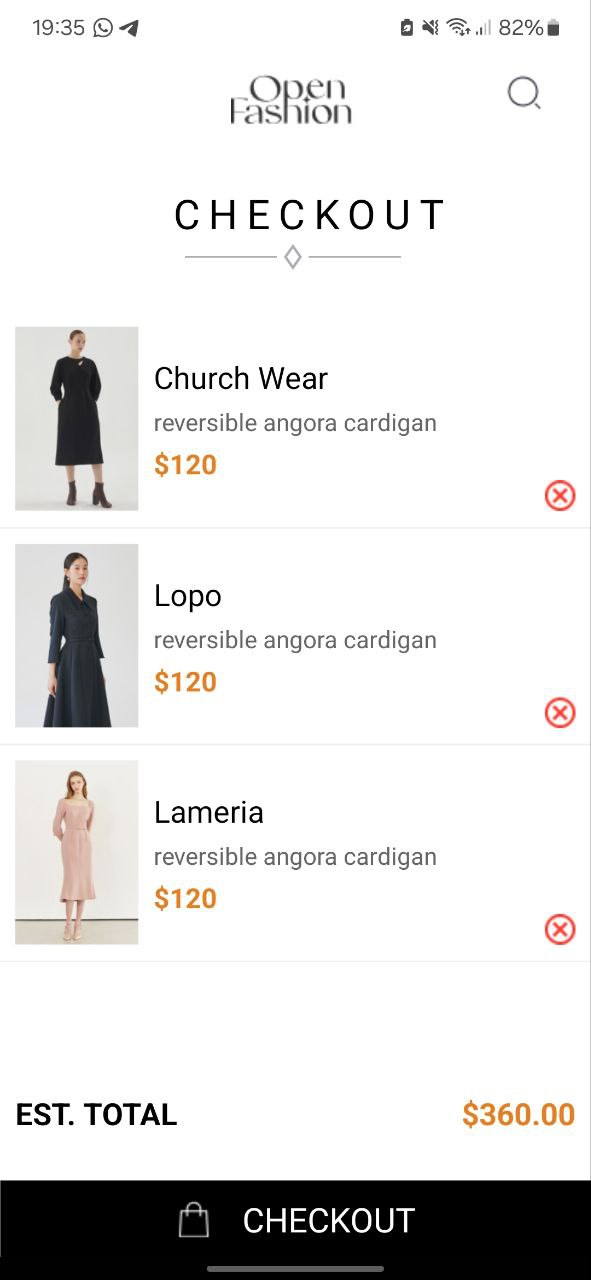 19:35 82%
Open
Fashion
CHECKOUT
Church Wear
reversible angora cardigan
$120
Lopo
reversible angora cardigan
$120
Lameria
reversible angora cardigan
$120
EST. TOTAL $360.00
CHECKOUT